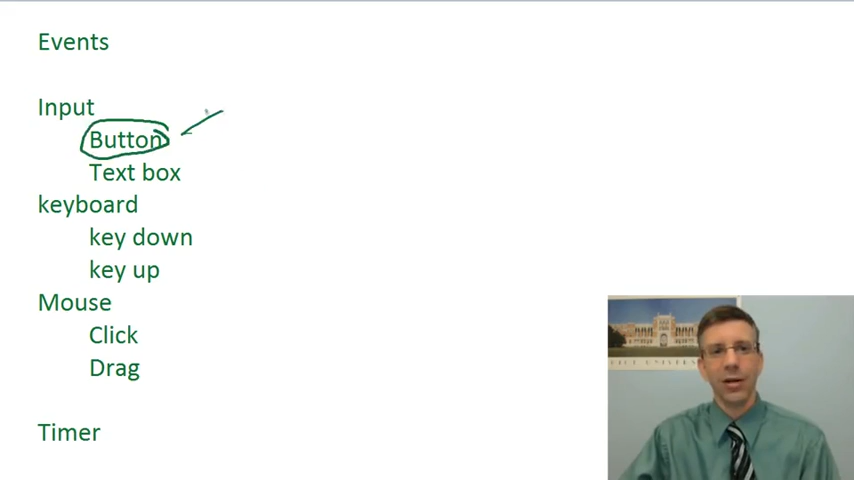 Events
Input
Button
Text box
keyboard
key down
key up
Mouse
Click
Drag
Timer